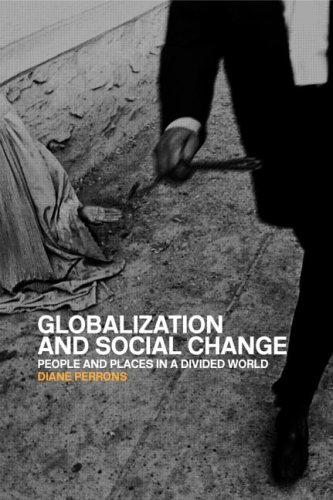 GLOBALIZATION
AND SOCIAL CHANGE
PEOPLE AND PLACES IN A DIVIDED WORLD
DIANE PERRONS